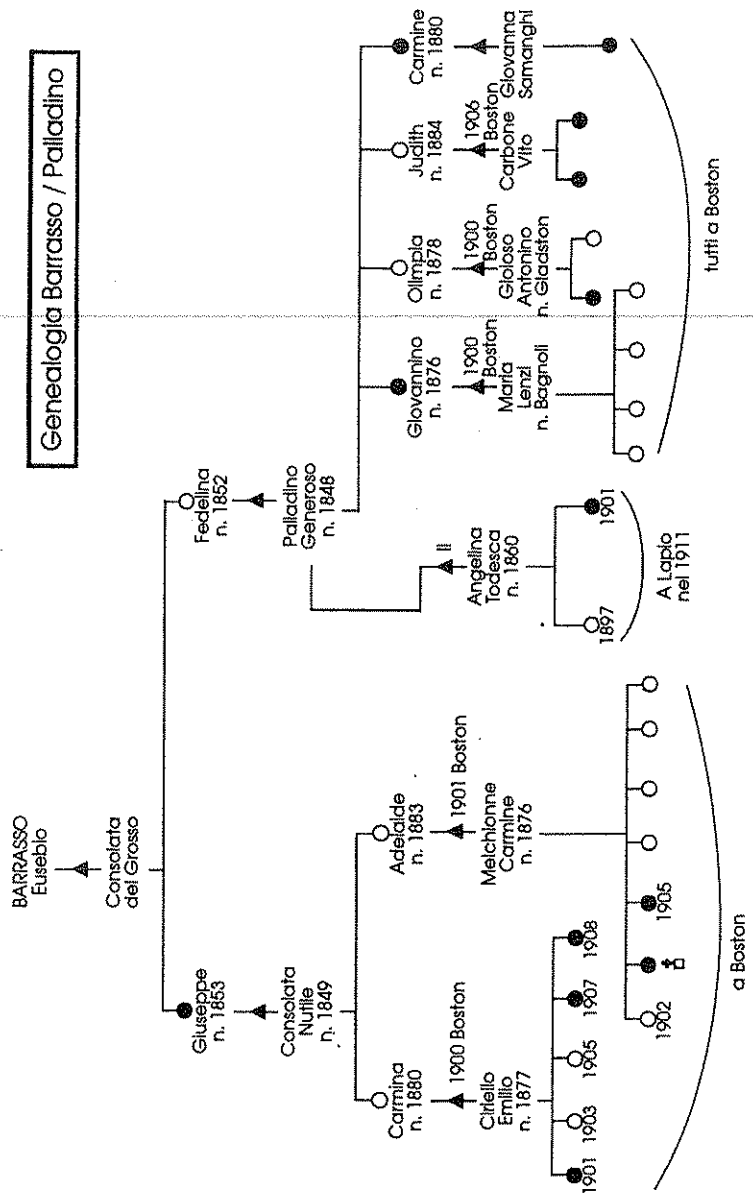 Genealogia Barrasso / Palladino
BARRASSO
Eusebio
Consolata
del Grosso
Giuseppe
n. 1853
Fedelina
n. 1852
Consolata
Nutile
n. 1849
Palladino
Generoso
n. 1848
Carmina
n. 1880
Adelaide
n. 1883
1900 Boston
1901 Boston
Ciriello
Emilio
n. 1877
Melchionne
Carmine
n. 1876
1901
1903
1905
1907
1908
1902
1905
a Boston
II
Angelina
Todesca
n. 1860
1897
1901
A Lapio
nel 1911
Giovannino
n. 1876
Olimpia
n. 1878
Judith
n. 1884
Carmine
n. 1880
1900
Boston
Maria
Lenzi
n. Bagnoli
1900
Boston
Gioioso
Antonino
n. Gladston
1906
Boston
Carbone
Vito
Giovanna
Samanghi
tutti a Boston